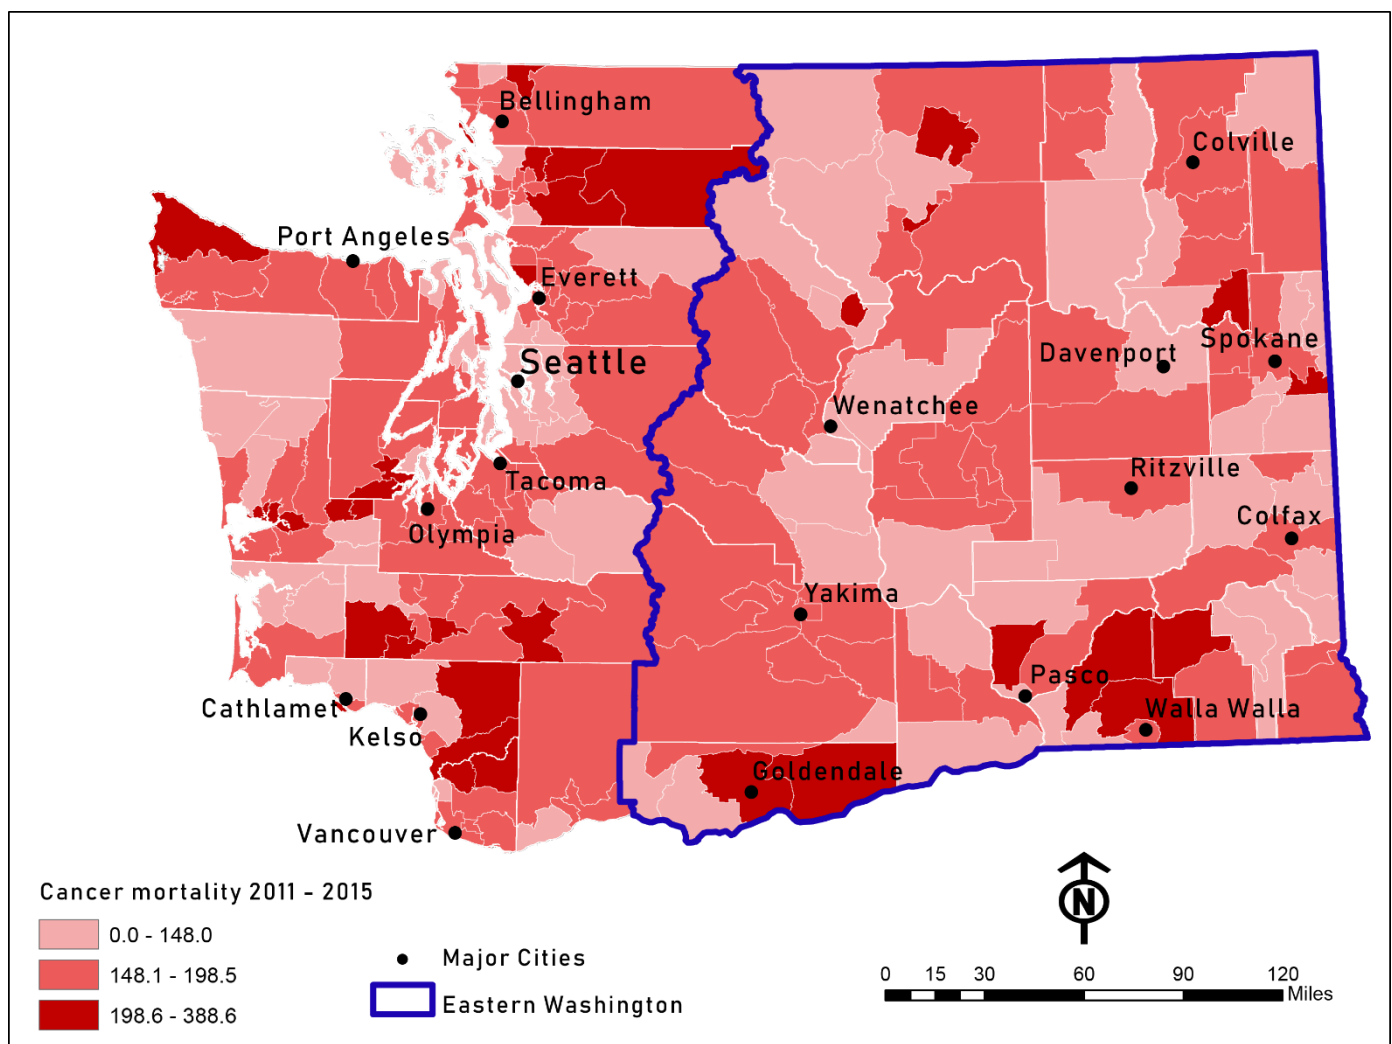 Bellingham
Colville
Port Angeles
Everett
Seattle
Davenport
Spokane
Wenatchee
Tacoma
Ritzville
Olympia
Colfax
Yakima
Cathlamet
Pasco
Kelso
Walla Walla
Goldendale
Vancouver
Cancer mortality 2011 - 2015
0.0 - 148.0
148.1 - 198.5
198.6 - 388.6
Major Cities
Eastern Washington
N
0 15 30 60 90 120
Miles